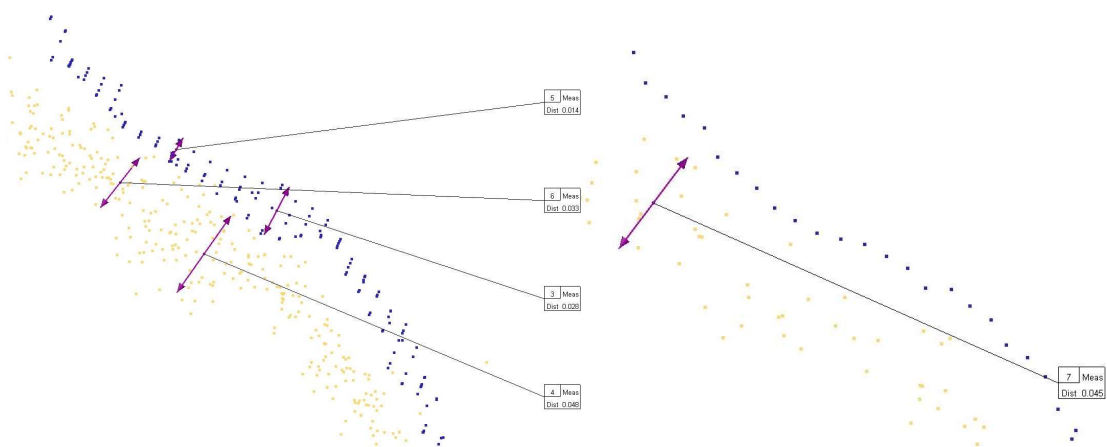 5 Meas
Dist 0.014
6 Meas
Dist 0.033
3 Meas
Dist 0.028
4 Meas
Dist 0.048
7 Meas
Dist 0.045